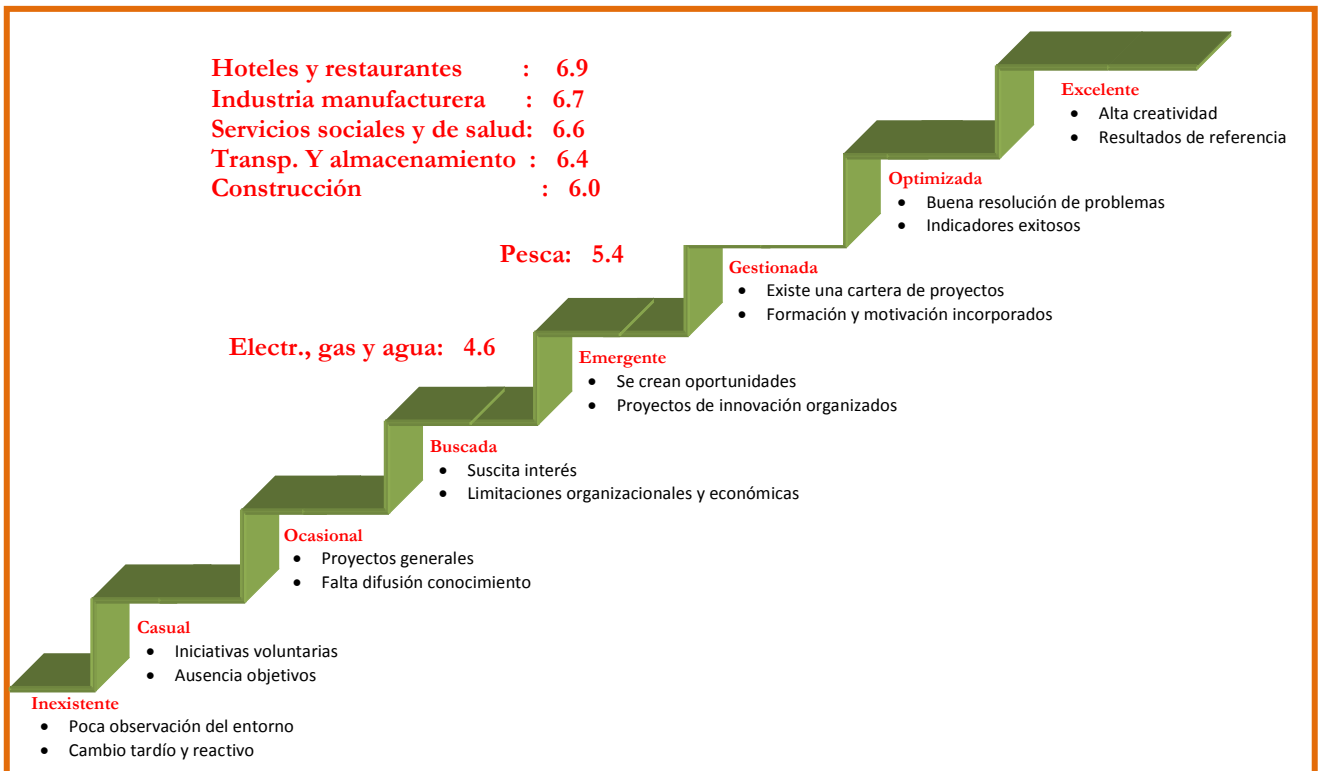 Hoteles y restaurantes : 6.9
Industria manufacturera : 6.7
Servicios sociales y de salud: 6.6
Transp. Y almacenamiento : 6.4
Construcción : 6.0
Pesca: 5.4
Electr., gas y agua: 4.6
Excelente
• Alta creatividad
• Resultados de referencia
Optimizada
• Buena resolución de problemas
• Indicadores exitosos
Gestionada
• Existe una cartera de proyectos
• Formación y motivación incorporados
Emergente
• Se crean oportunidades
• Proyectos de innovación organizados
Buscada
• Suscita interés
• Limitaciones organizacionales y económicas
Ocasional
• Proyectos generales
• Falta difusión conocimiento
Casual
• Iniciativas voluntarias
• Ausencia objetivos
Inexistente
• Poca observación del entorno
• Cambio tardío y reactivo